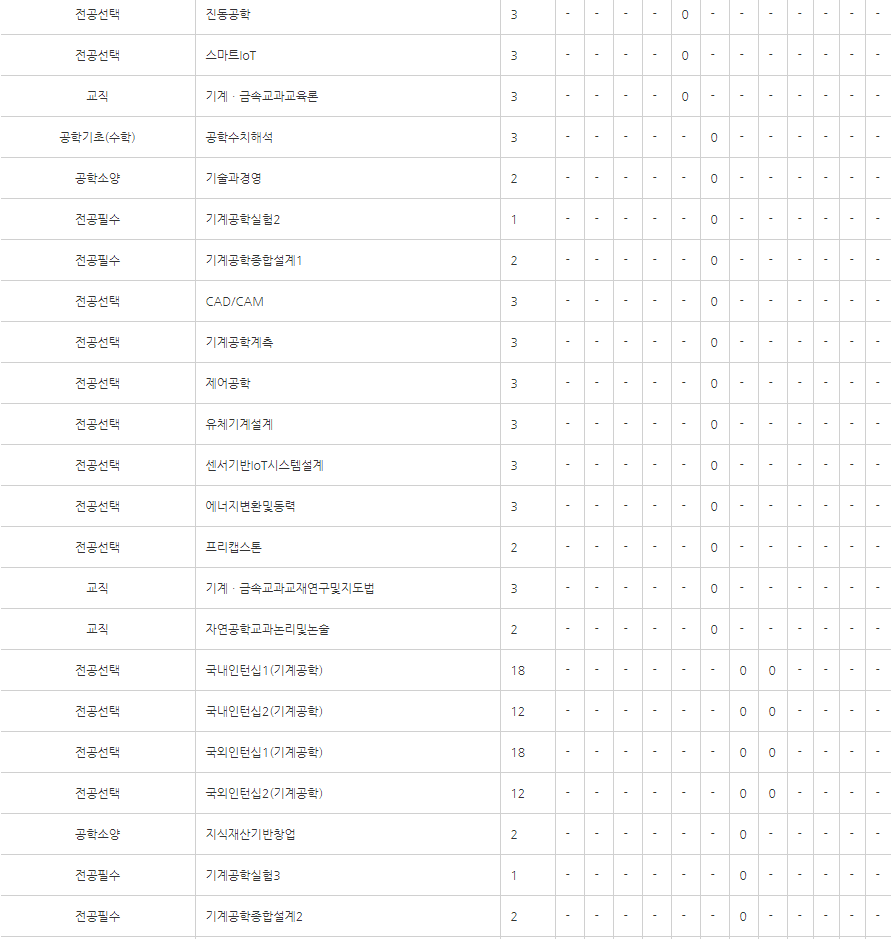 전공선택 진동공학 3 - - - - 0 - - - - - - -
전공선택 스마트IoT 3 - - - - 0 - - - - - - -
교직 기계ㆍ금속교과교육론 3 - - - - 0 - - - - - - -
공학기초(수학) 공학수치해석 3 - - - - - 0 - - - - - -
공학소양 기술과경영 2 - - - - - 0 - - - - - -
전공필수 기계공학실험2 1 - - - - - 0 - - - - - -
전공필수 기계공학종합설계1 2 - - - - - 0 - - - - - -
전공선택 CAD/CAM 3 - - - - - 0 - - - - - -
전공선택 기계공학계측 3 - - - - - 0 - - - - - -
전공선택 제어공학 3 - - - - - 0 - - - - - -
전공선택 유체기계설계 3 - - - - - 0 - - - - - -
전공선택 센서기반IoT시스템설계 3 - - - - - 0 - - - - - -
전공선택 에너지변환및동력 3 - - - - - 0 - - - - - -
전공선택 프리캡스톤 2 - - - - - 0 - - - - - -
교직 기계ㆍ금속교과교재연구및지도법 3 - - - - - 0 - - - - - -
교직 자연공학교과논리및논술 2 - - - - - 0 - - - - - -
전공선택 국내인턴십1(기계공학) 18 - - - - - - 0 0 - - - -
전공선택 국내인턴십2(기계공학) 12 - - - - - - 0 0 - - - -
전공선택 국외인턴십1(기계공학) 18 - - - - - - 0 0 - - - -
전공선택 국외인턴십2(기계공학) 12 - - - - - - 0 0 - - - -
공학소양 지식재산기반창업 2 - - - - - - 0 - - - - -
전공필수 기계공학실험3 1 - - - - - - 0 - - - - -
전공필수 기계공학종합설계2 2 - - - - - - 0 - - - - -